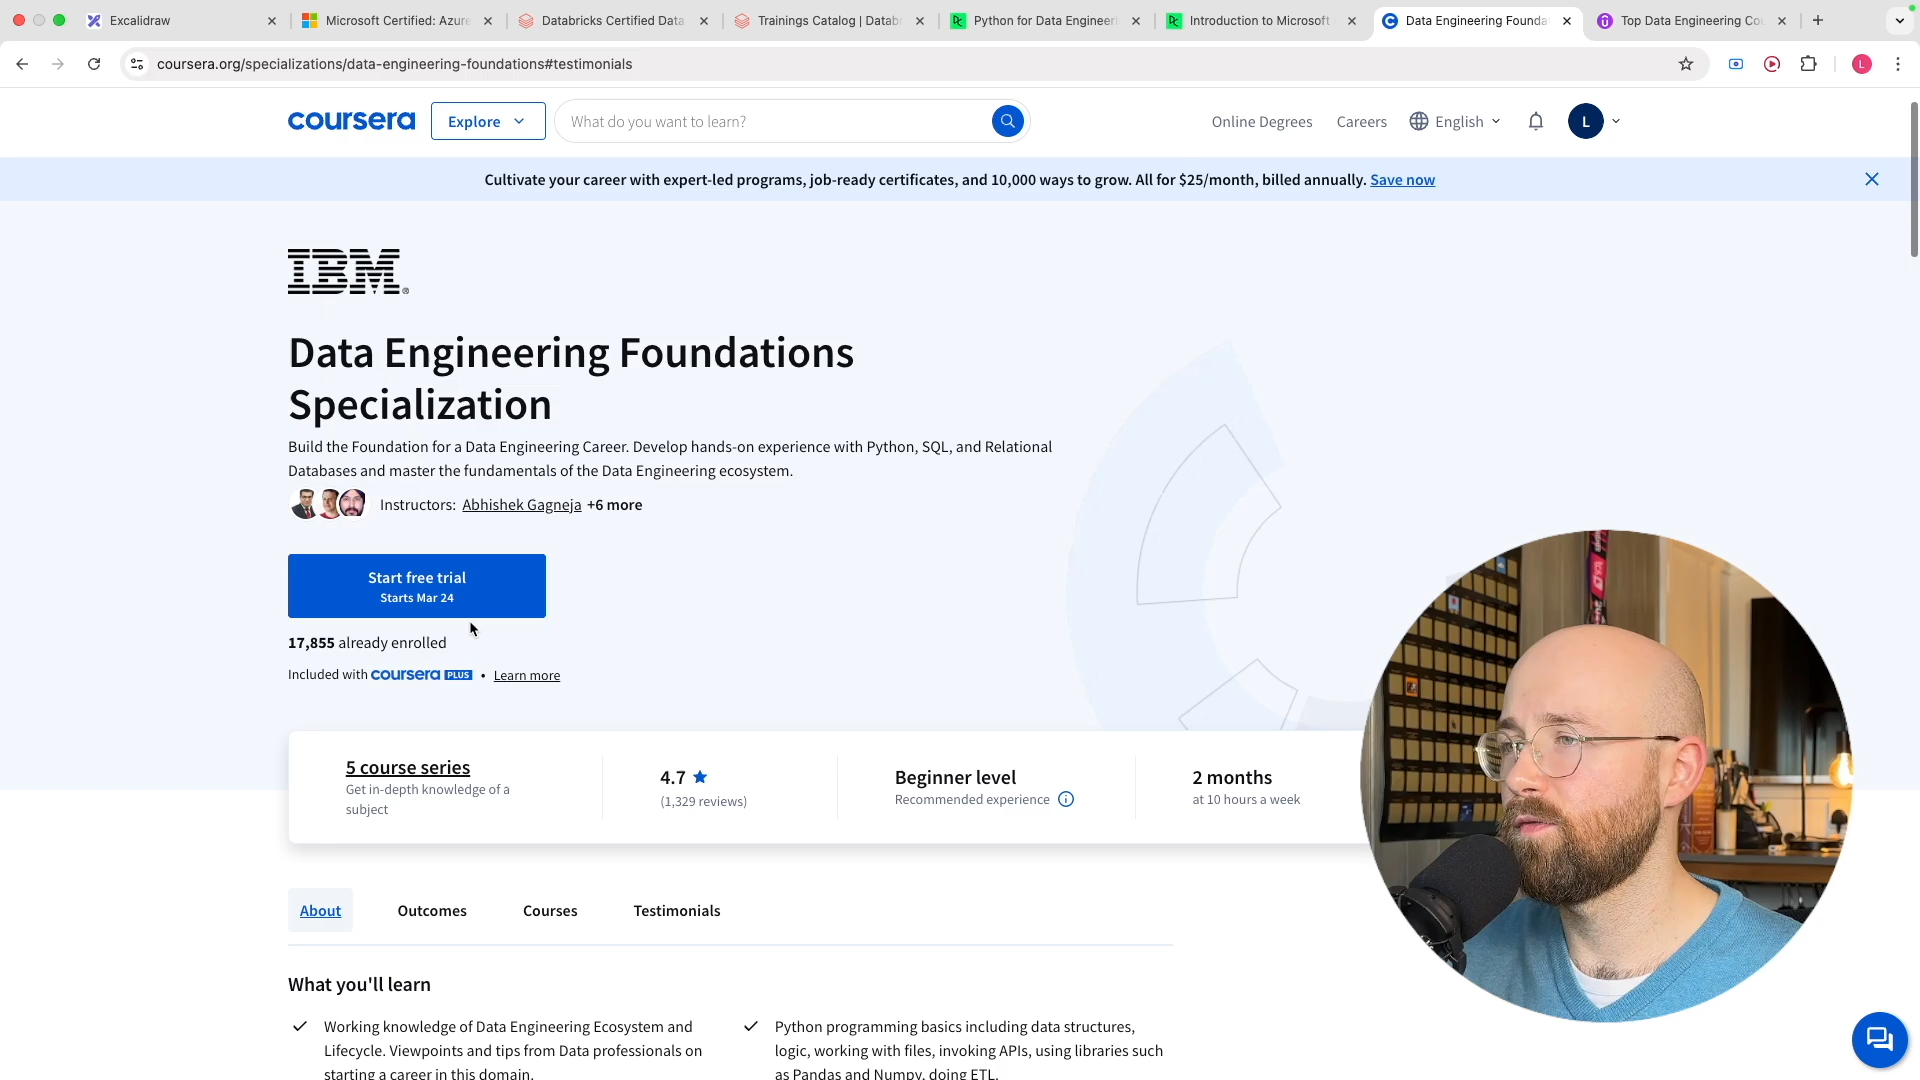 Excalidraw
Microsoft Certified: Azure
Databricks Certified Data
Trainings Catalog | Datab
Python for Data Engineeri
Introduction to Microsoft
Data Engineering Founda
Top Data Engineering Co
coursera.org/specializations/data-engineering-foundations#testimonials
L
coursera
Explore
What do you want to learn?
Online Degrees
Careers
English
L
Cultivate your career with expert-led programs, job-ready certificates, and 10,000 ways to grow. All for $25/month, billed annually. Save now
IBM®
Data Engineering Foundations
Specialization
Build the Foundation for a Data Engineering Career. Develop hands-on experience with Python, SQL, and Relational
Databases and master the fundamentals of the Data Engineering ecosystem.
Instructors: Abhishek Gagneja +6 more
Start free trial
Starts Mar 24
17,855 already enrolled
Included with coursera PLUS • Learn more
5 course series
Get in-depth knowledge of a
subject
4.7
(1,329 reviews)
Beginner level
Recommended experience
2 months
at 10 hours a week
About
Outcomes
Courses
Testimonials
What you'll learn
Working knowledge of Data Engineering Ecosystem and
Lifecycle. Viewpoints and tips from Data professionals on
starting a career in this domain.
Python programming basics including data structures,
logic, working with files, invoking APIs, using libraries such
as Pandas and Numpy, doing ETL.